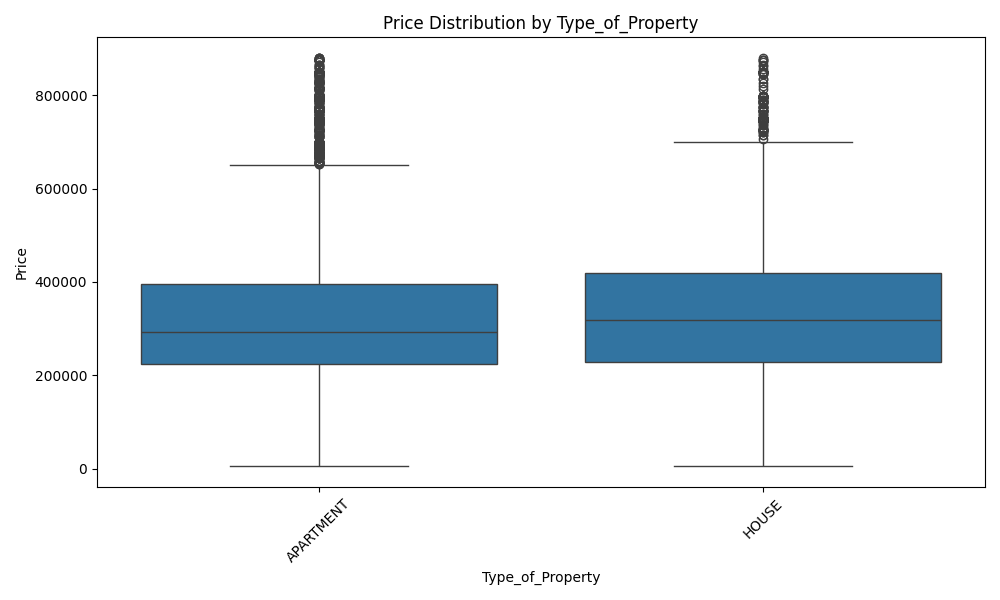 Price Distribution by Type_of_Property
Price
800000
600000
400000
200000
0
APARTMENT
HOUSE
Type_of_Property